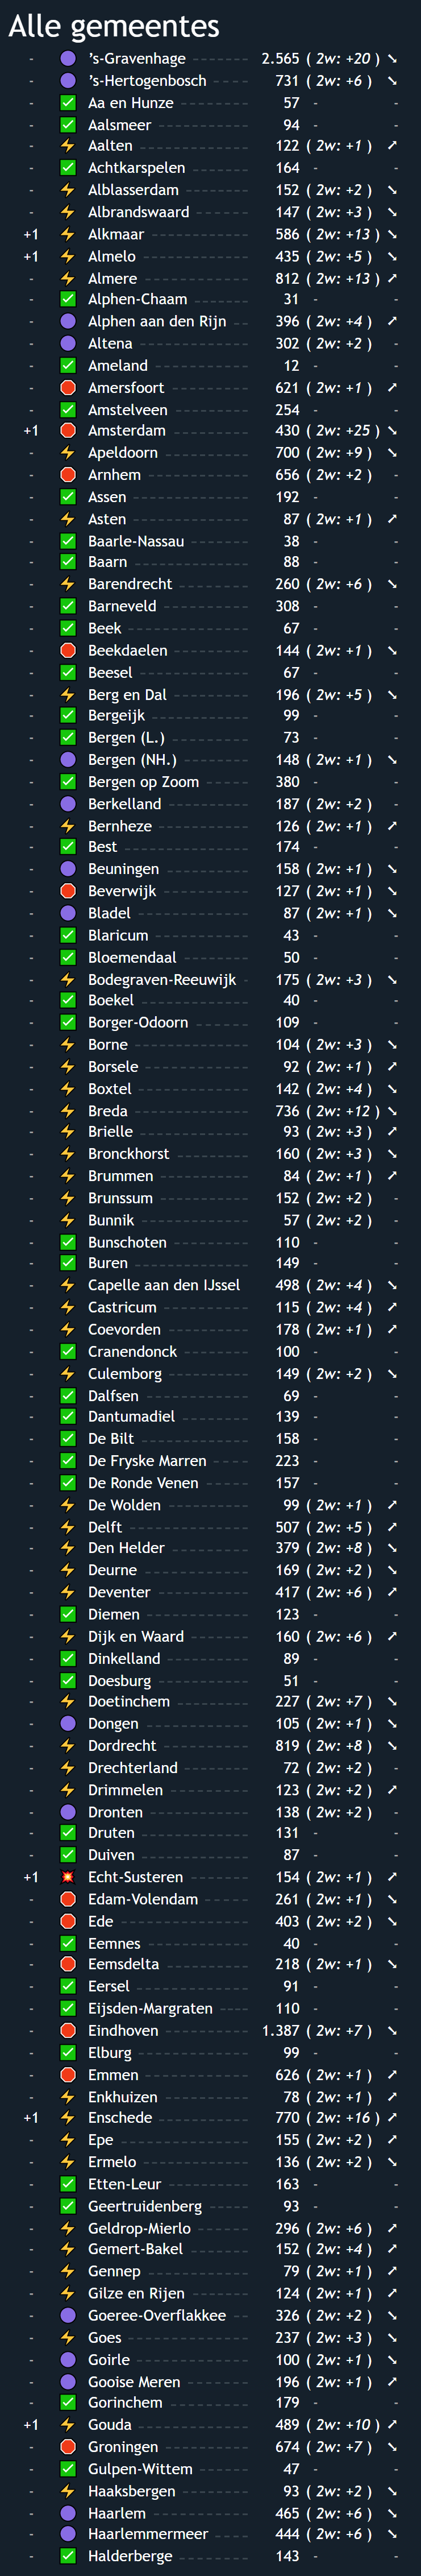 Alle gemeentes
- 's-Gravenhage 2.565 ( 2w: +20 ) ➘
- 's-Hertogenbosch 731 ( 2w: +6 ) ➘
- ✅ Aa en Hunze 57 - -
- ✅ Aalsmeer 94 - -
- ⚡ Aalten 122 ( 2w: +1 ) ➚
- ✅ Achtkarspelen 164 - -
- ⚡ Alblasserdam 152 ( 2w: +2 ) ➘
- ⚡ Albrandswaard 147 ( 2w: +3 ) ➘
+1 ⚡ Alkmaar 586 ( 2w: +13 ) ➘
+1 ⚡ Almelo 435 ( 2w: +5 ) ➘
- ⚡ Almere 812 ( 2w: +13 ) ➚
- ✅ Alphen-Chaam 31 - -
- Alphen aan den Rijn 396 ( 2w: +4 ) ➚
- Altena 302 ( 2w: +2 ) -
- ✅ Ameland 12 - -
- Amersfoort 621 ( 2w: +1 ) ➚
- ✅ Amstelveen 254 - -
+1 Amsterdam 430 ( 2w: +25 ) ➘
- ⚡ Apeldoorn 700 ( 2w: +9 ) ➘
- Arnhem 656 ( 2w: +2 ) -
- ✅ Assen 192 - -
- ⚡ Asten 87 ( 2w: +1 ) ➚
- ✅ Baarle-Nassau 38 - -
- ✅ Baarn 88 - -
- ⚡ Barendrecht 260 ( 2w: +6 ) ➘
- ✅ Barneveld 308 - -
- ✅ Beek 67 - -
- Beekdaelen 144 ( 2w: +1 ) ➘
- ✅ Beesel 67 - -
- ⚡ Berg en Dal 196 ( 2w: +5 ) ➘
- ✅ Bergeijk 99 - -
- ✅ Bergen (L.) 73 - -
- Bergen (NH.) 148 ( 2w: +1 ) ➘
- ✅ Bergen op Zoom 380 - -
- Berkelland 187 ( 2w: +2 ) -
- ⚡ Bernheze 126 ( 2w: +1 ) ➚
- ✅ Best 174 - -
- Beuningen 158 ( 2w: +1 ) ➘
- Beverwijk 127 ( 2w: +1 ) ➘
- Bladel 87 ( 2w: +1 ) ➘
- ✅ Blaricum 43 - -
- ✅ Bloemendaal 50 - -
- ⚡ Bodegraven-Reeuwijk 175 ( 2w: +3 ) ➘
- ✅ Boekel 40 - -
- ✅ Borger-Odoorn 109 - -
- ⚡ Borne 104 ( 2w: +3 ) ➘
- ⚡ Borsele 92 ( 2w: +1 ) ➚
- ⚡ Boxtel 142 ( 2w: +4 ) ➘
- ⚡ Breda 736 ( 2w: +12 ) ➘
- ⚡ Brielle 93 ( 2w: +3 ) ➚
- ⚡ Bronckhorst 160 ( 2w: +3 ) ➘
- ⚡ Brummen 84 ( 2w: +1 ) ➚
- ⚡ Brunssum 152 ( 2w: +2 ) -
- ⚡ Bunnik 57 ( 2w: +2 ) -
- ✅ Bunschoten 110 - -
- ✅ Buren 149 - -
- ⚡ Capelle aan den IJssel 498 ( 2w: +4 ) ➘
- ⚡ Castricum 115 ( 2w: +4 ) ➚
- ⚡ Coevorden 178 ( 2w: +1 ) ➚
- ✅ Cranendonck 100 - -
- ⚡ Culemborg 149 ( 2w: +2 ) ➘
- ✅ Dalfsen 69 - -
- ✅ Dantumadiel 139 - -
- ✅ De Bilt 158 - -
- ✅ De Fryske Marren 223 - -
- ✅ De Ronde Venen 157 - -
- ⚡ De Wolden 99 ( 2w: +1 ) ➚
- ⚡ Delft 507 ( 2w: +5 ) ➚
- ⚡ Den Helder 379 ( 2w: +8 ) ➘
- ⚡ Deurne 169 ( 2w: +2 ) ➘
- ⚡ Deventer 417 ( 2w: +6 ) ➚
- ✅ Diemen 123 - -
- ⚡ Dijk en Waard 160 ( 2w: +6 ) ➚
- ✅ Dinkelland 89 - -
- ✅ Doesburg 51 - -
- ⚡ Doetinchem 227 ( 2w: +7 ) ➘
- Dongen 105 ( 2w: +1 ) ➘
- ⚡ Dordrecht 819 ( 2w: +8 ) ➘
- ⚡ Drechterland 72 ( 2w: +2 ) -
- ⚡ Drimmelen 123 ( 2w: +2 ) ➚
- Dronten 138 ( 2w: +2 ) -
- ✅ Druten 131 - -
- ✅ Duiven 87 - -
+1 Echt-Susteren 154 ( 2w: +1 ) ➚
- Edam-Volendam 261 ( 2w: +1 ) ➘
- Ede 403 ( 2w: +2 ) ➘
- ✅ Eemnes 40 - -
- Eemsdelta 218 ( 2w: +1 ) ➘
- ✅ Eersel 91 - -
- ✅ Eijsden-Margraten 110 - -
- Eindhoven 1.387 ( 2w: +7 ) ➘
- ✅ Elburg 99 - -
- Emmen 626 ( 2w: +1 ) ➚
- ⚡ Enkhuizen 78 ( 2w: +1 ) ➚
+1 ⚡ Enschede 770 ( 2w: +16 ) ➚
- ⚡ Epe 155 ( 2w: +2 ) ➚
- ⚡ Ermelo 136 ( 2w: +2 ) ➘
- ✅ Etten-Leur 163 - -
- ✅ Geertruidenberg 93 - -
- ⚡ Geldrop-Mierlo 296 ( 2w: +6 ) ➚
- ⚡ Gemert-Bakel 152 ( 2w: +4 ) ➚
- ⚡ Gennep 79 ( 2w: +1 ) ➚
- ⚡ Gilze en Rijen 124 ( 2w: +1 ) ➚
- Goeree-Overflakkee 326 ( 2w: +2 ) ➘
- ⚡ Goes 237 ( 2w: +3 ) ➘
- Goirle 100 ( 2w: +1 ) ➘
- Gooise Meren 196 ( 2w: +1 ) ➚
- ✅ Gorinchem 179 - -
+1 ⚡ Gouda 489 ( 2w: +10 ) ➚
- Groningen 674 ( 2w: +7 ) ➘
- ✅ Gulpen-Wittem 47 - -
- ⚡ Haaksbergen 93 ( 2w: +2 ) ➘
- Haarlem 465 ( 2w: +6 ) ➘
- Haarlemmermeer 444 ( 2w: +6 ) ➘
- ✅ Halderberge 143 - -